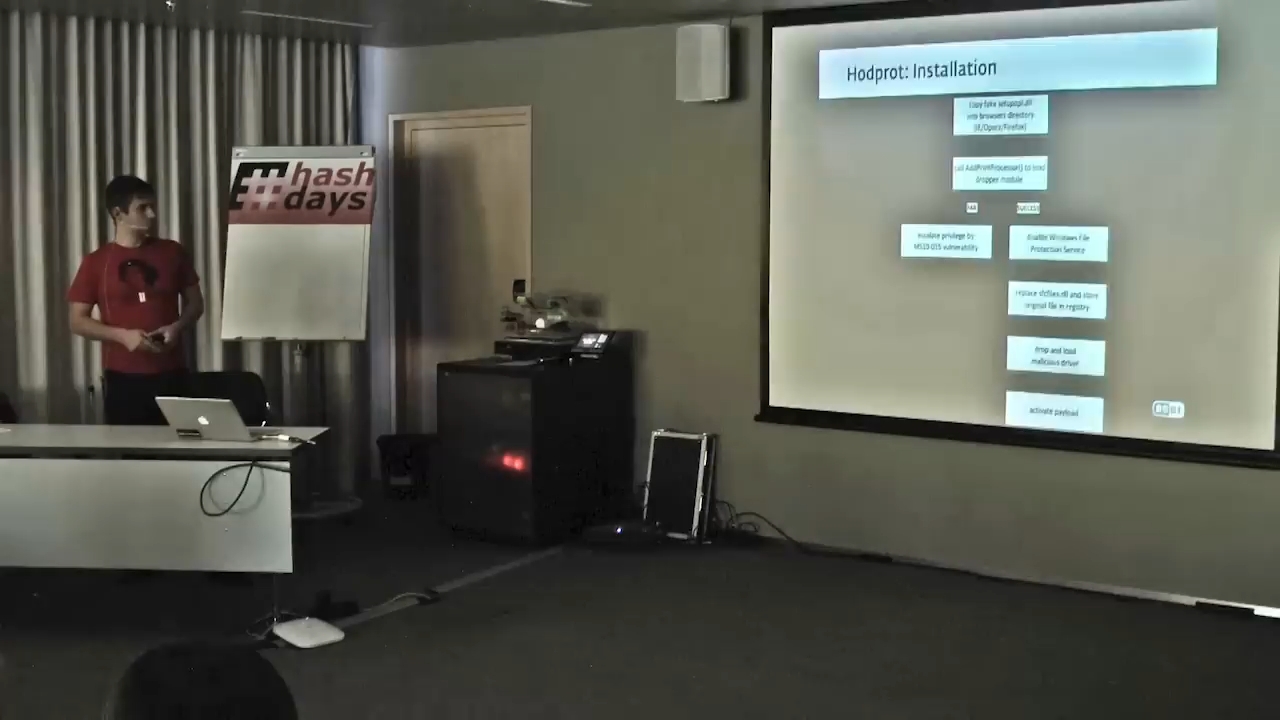 #hash
days
Hodprot: Installation
Copy fake setupapi.dll
into browsers directory
(IE/Opera/Firefox)
call AddPrintProcessor() to load
dropper module
FAIL
SUCCESS
escalate privilege by
MS10-015 vulnerability
disable Windows File
Protection Service
replace sfcfiles.dll and store
original file in registry
drop and load
malicious driver
activate payload